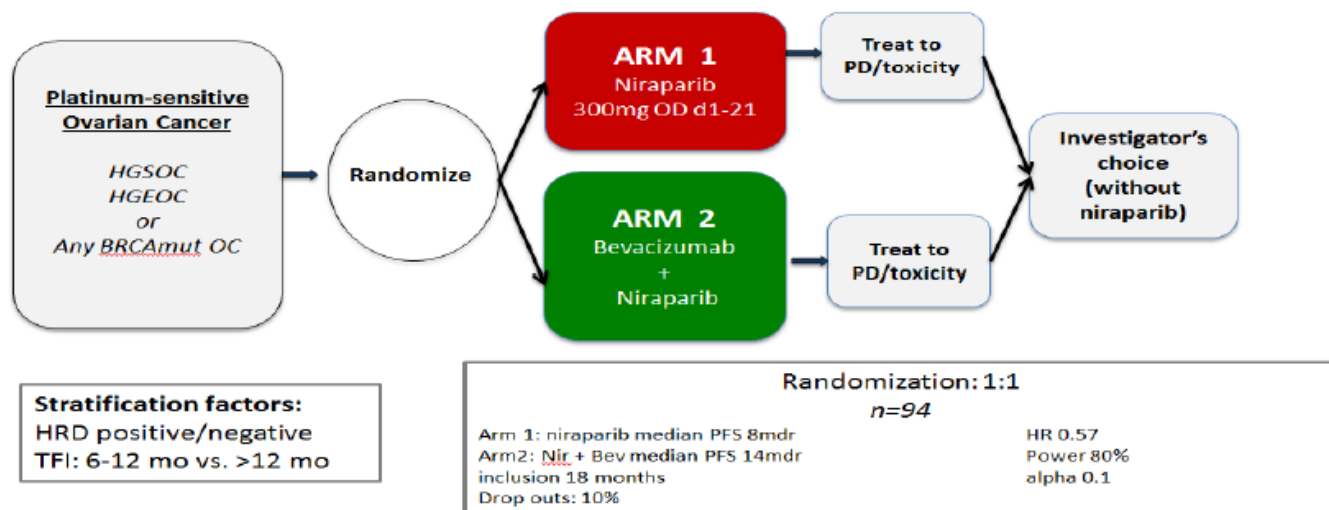 Platinum-sensitive
Ovarian Cancer
HGSOC
HGEOC
or
Any BRCAmut OC
Randomize
ARM 1
Niraparib
300mg OD d1-21
ARM 2
Bevacizumab
+
Niraparib
Treat to
PD/toxicity
Treat to
PD/toxicity
Investigator's
choice
(without
niraparib)
Stratification factors:
HRD positive/negative
TFI: 6-12 mo vs. >12 mo
Randomization: 1:1
n=94
Arm 1: niraparib median PFS 8mdr
Arm2: Nir + Bev median PFS 14mdr
inclusion 18 months
Drop outs: 10%
HR 0.57
Power 80%
alpha 0.1